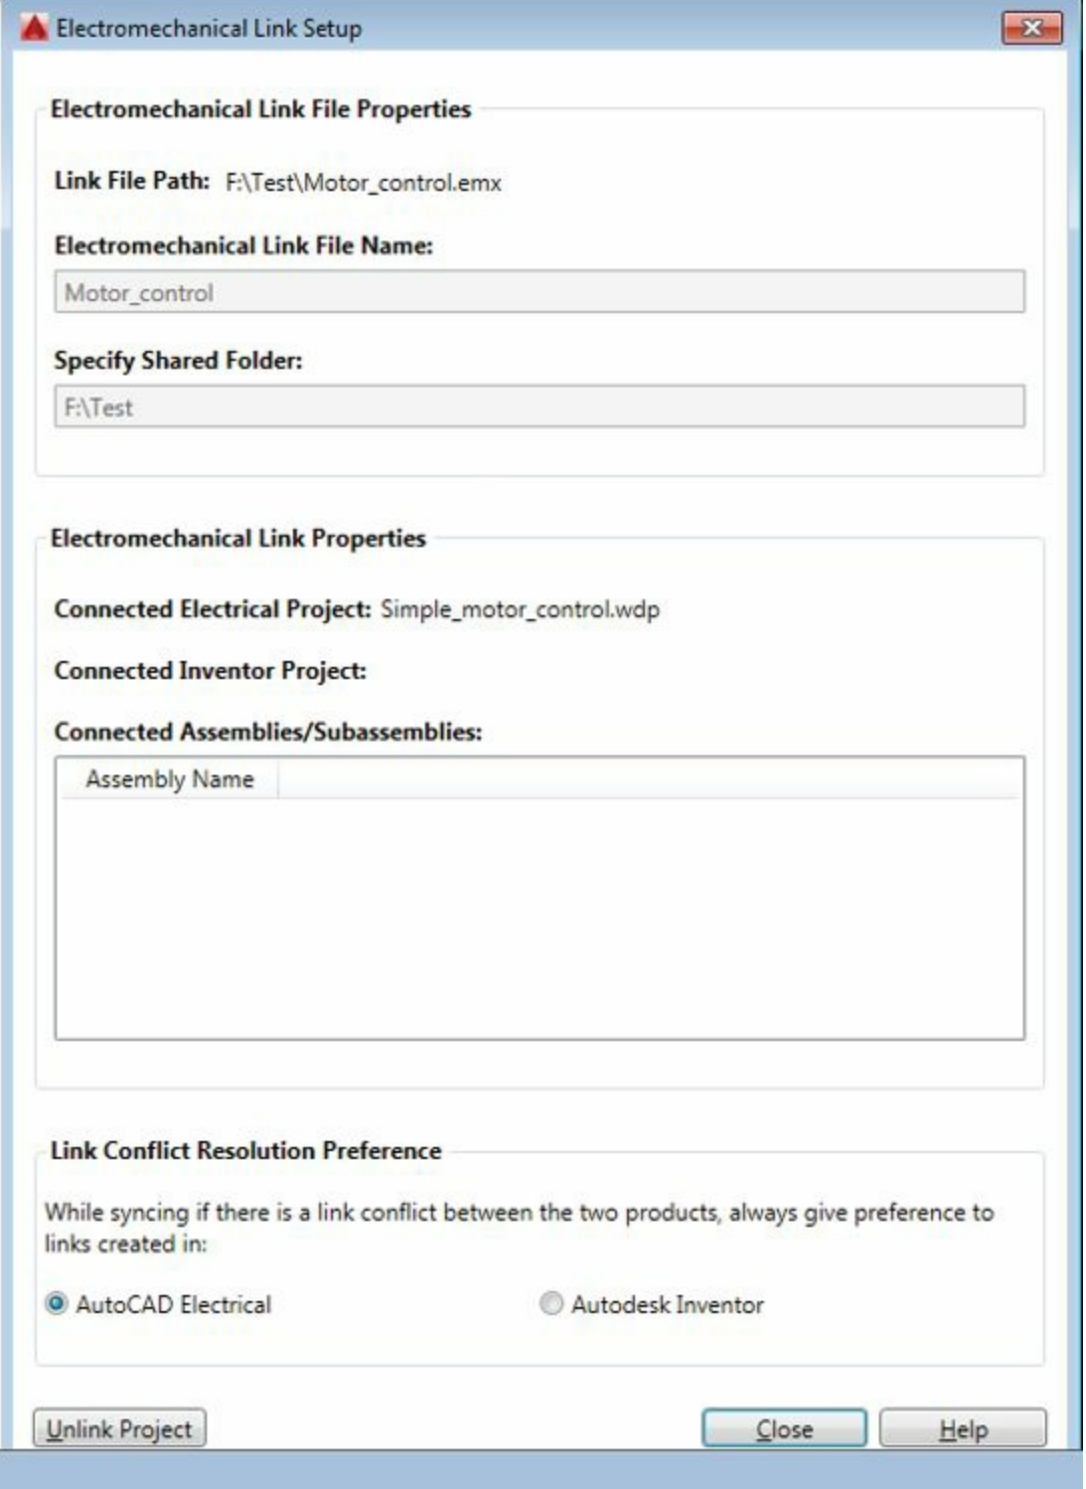 Electromechanical Link Setup
Electromechanical Link File Properties
Link File Path: F:\Test\Motor_control.emx
Electromechanical Link File Name:
Motor_control
Specify Shared Folder:
F:\Test
Electromechanical Link Properties
Connected Electrical Project: Simple_motor_control.wdp
Connected Inventor Project:
Connected Assemblies/Subassemblies:
Assembly Name
Link Conflict Resolution Preference
While syncing if there is a link conflict between the two products, always give preference to
links created in:
AutoCAD Electrical Autodesk Inventor
Unlink Project Close Help